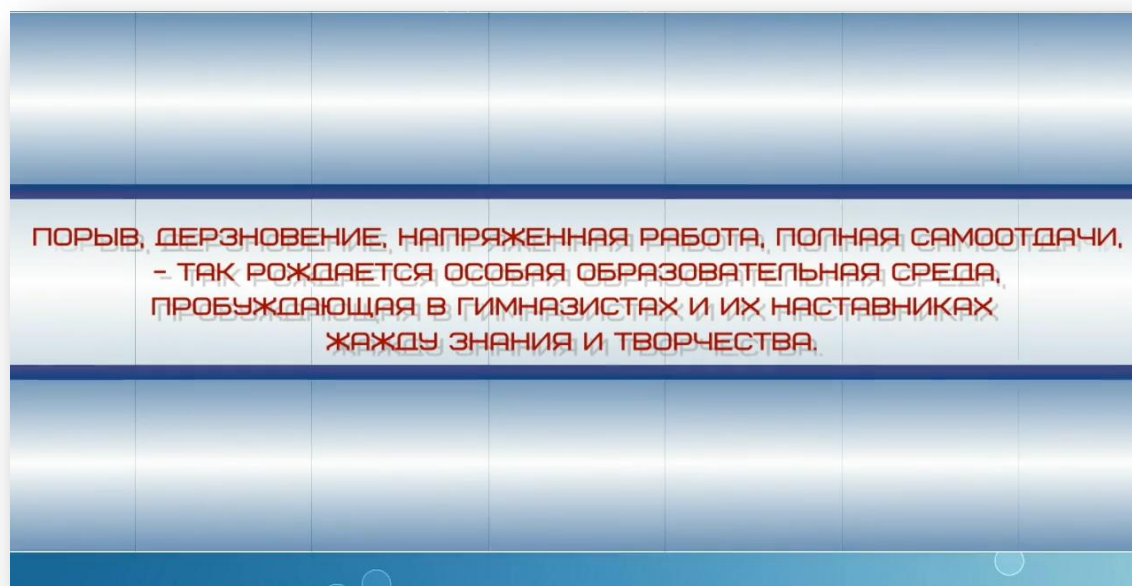 ПОРЫВ, ДЕРЗНОВЕНИЕ, НАПРЯЖЕННАЯ РАБОТА, ПОЛНАЯ САМООТДАЧИ,
- ТАК РОЖДАЕТСЯ ОСОБАЯ ОБРАЗОВАТЕЛЬНАЯ СРЕДА,
ПРОБУЖДАЮЩАЯ В ГИМНАЗИСТАХ И ИХ НАСТАВНИКАХ
ЖАЖДУ ЗНАНИЯ И ТВОРЧЕСТВА.